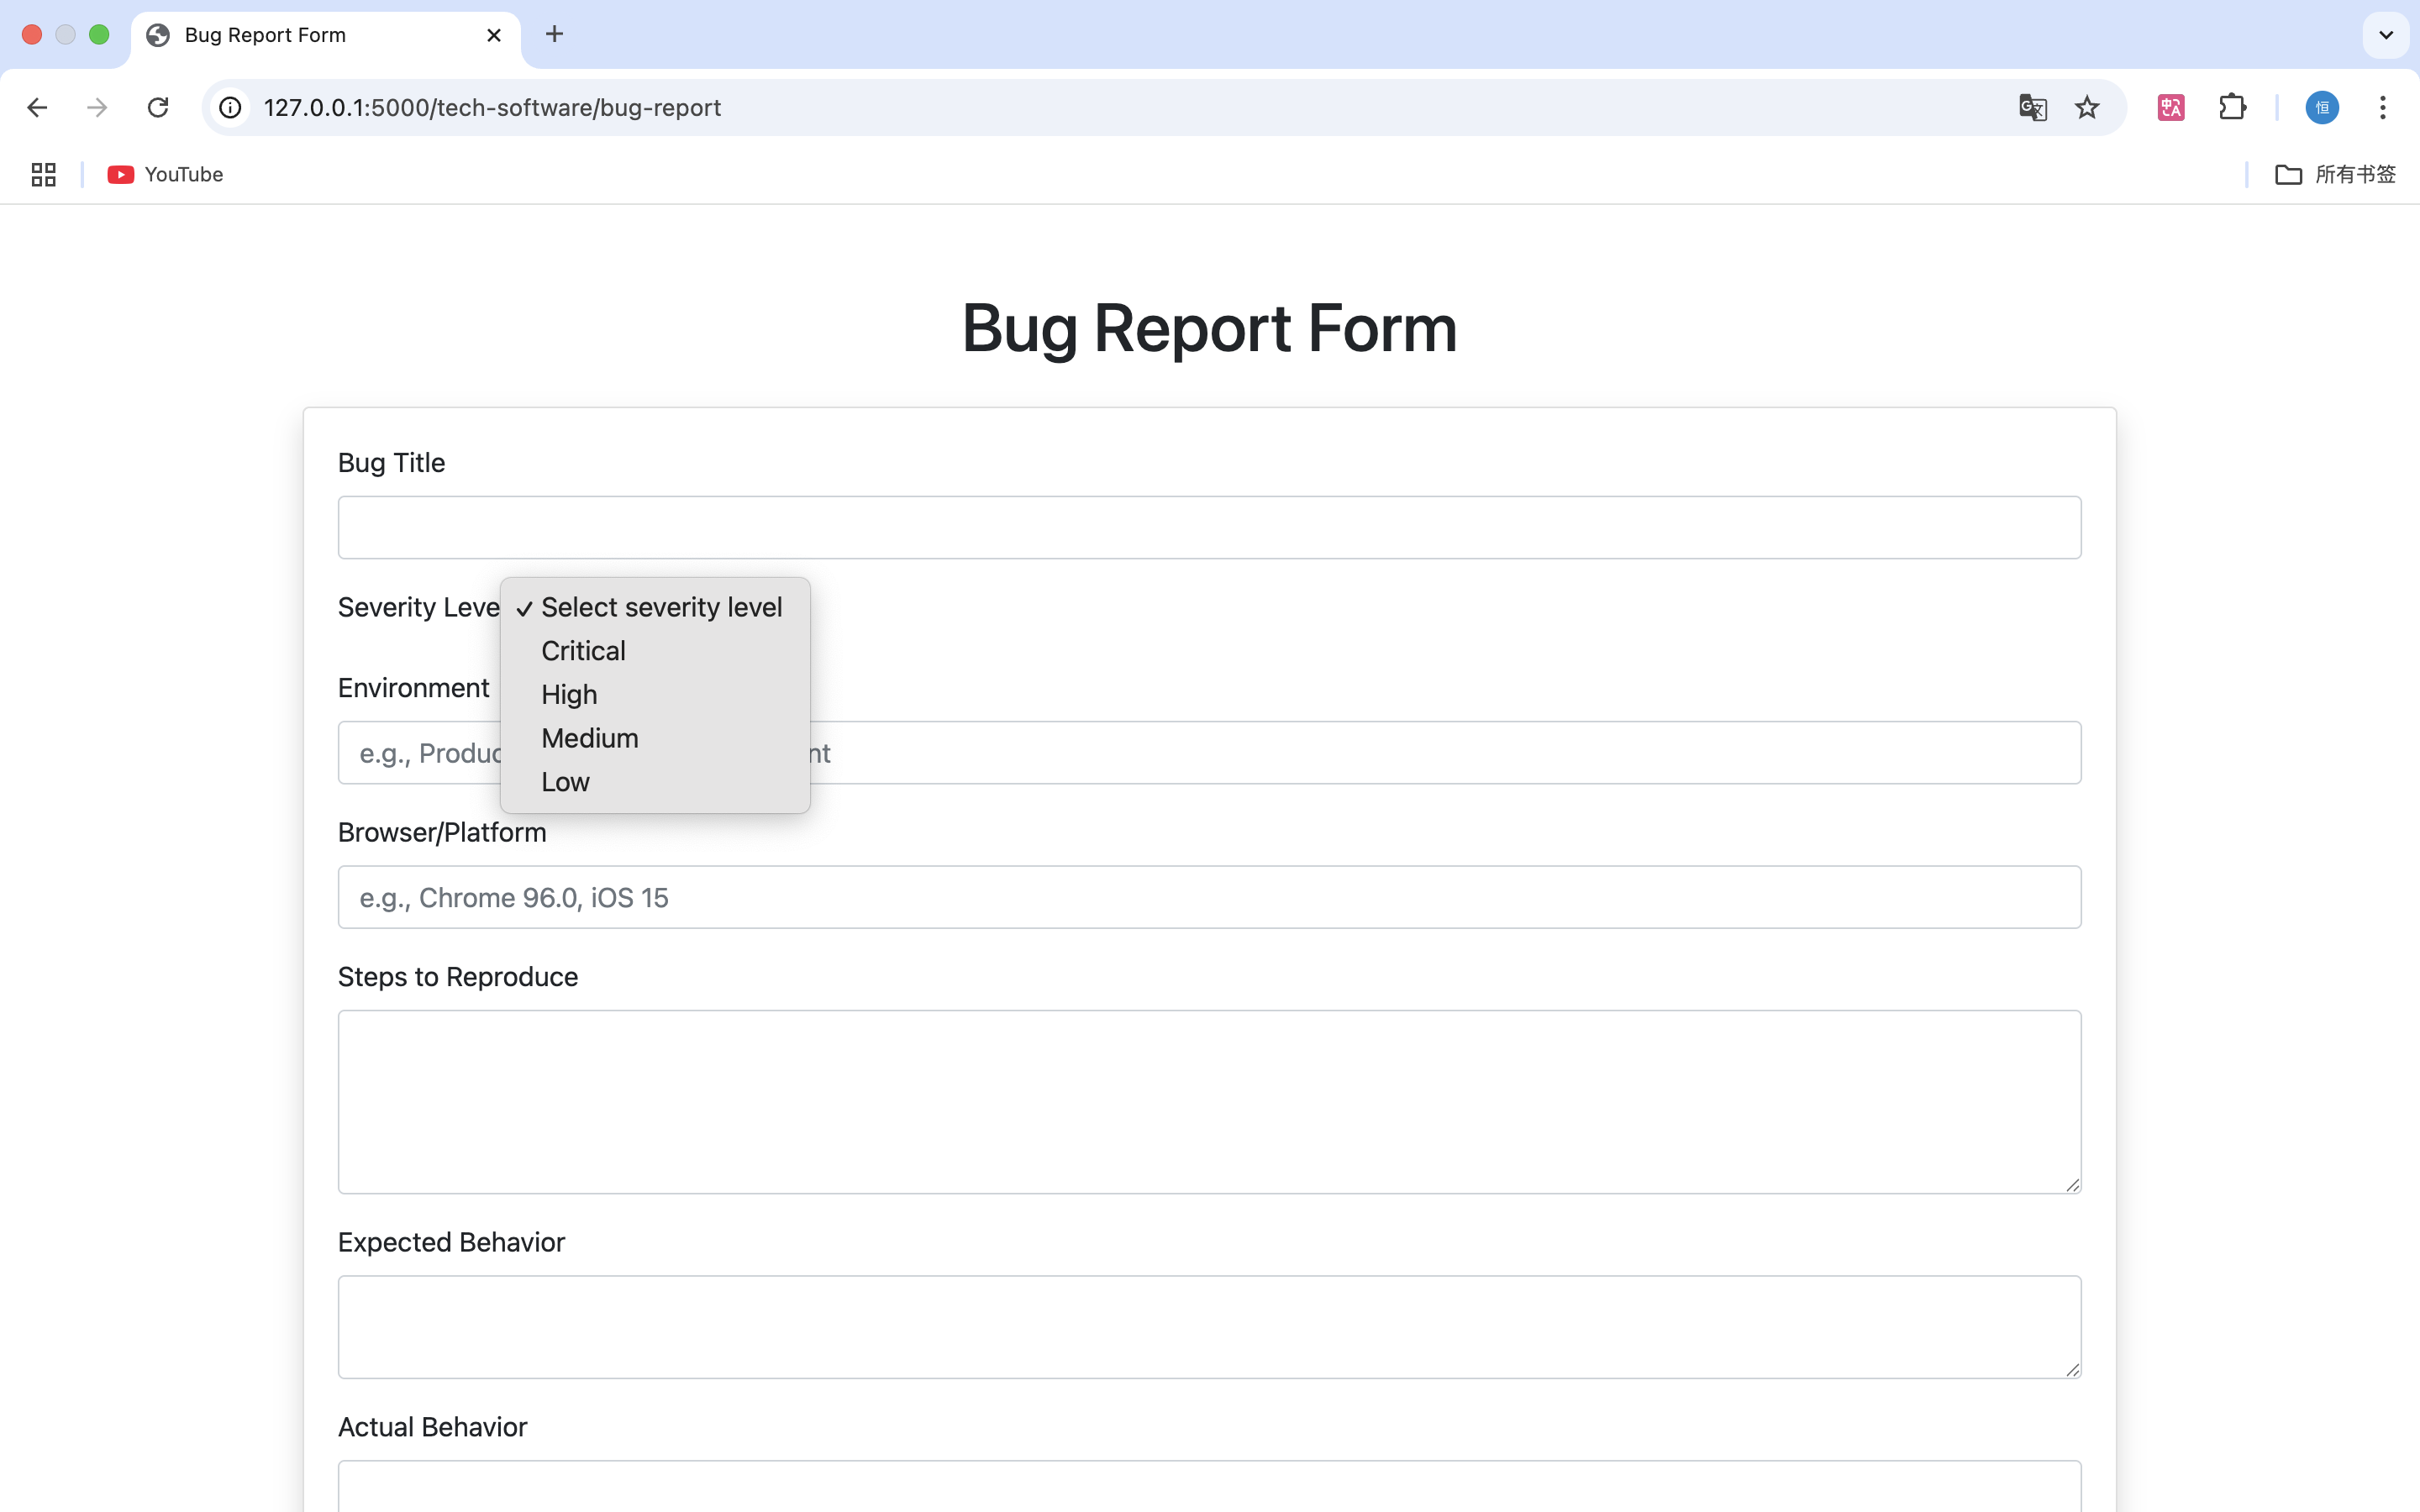 Bug Report Form
127.0.0.1:5000/tech-software/bug-report
恒
YouTube
所有书签
Bug Report Form
Bug Title
Severity Leve
✓ Select severity level
Critical
High
Medium
Low
Environment
e.g., Produc nt
Browser/Platform
e.g., Chrome 96.0, iOS 15
Steps to Reproduce
Expected Behavior
Actual Behavior